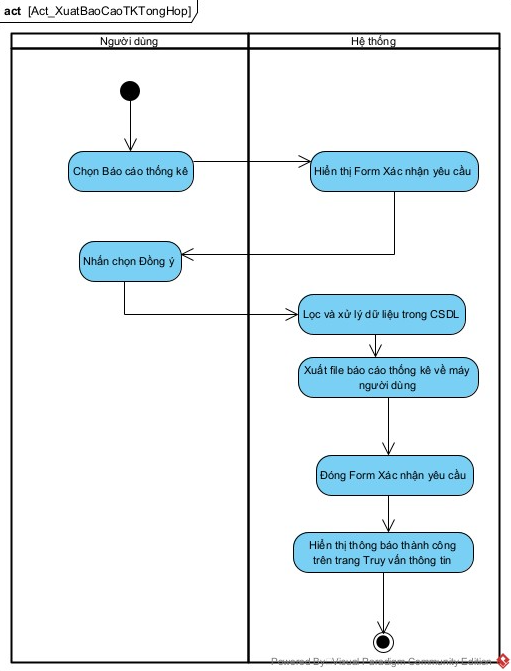 act [Act_XuatBaoCaoTKTongHop]
Người dùng
Hệ thống
Chọn Báo cáo thống kê
Hiển thị Form Xác nhận yêu cầu
Nhấn chọn Đồng ý
Lọc và xử lý dữ liệu trong CSDL
Xuất file báo cáo thống kê về máy
người dùng
Đóng Form Xác nhận yêu cầu
Hiển thị thông báo thành công
trên trang Truy vấn thông tin
Powered By Visual Paradigm Community Edition